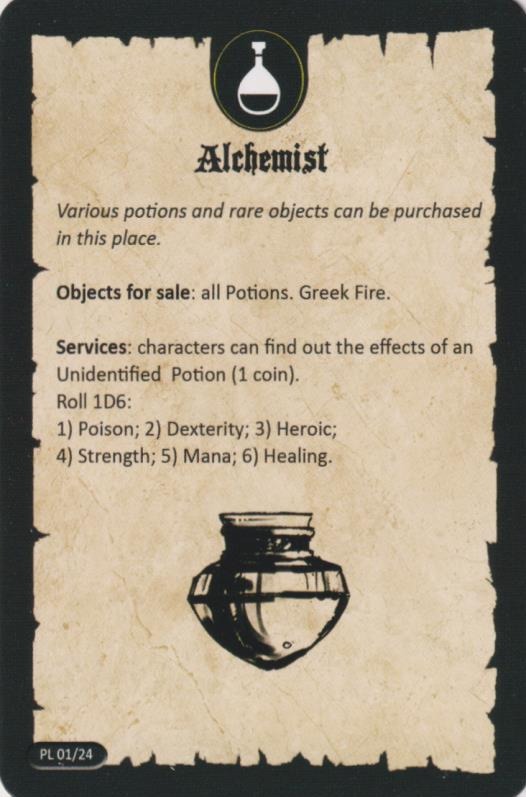 Alchemist
Various potions and rare objects can be purchased
in this place.
Objects for sale: all Potions. Greek Fire.
Services: characters can find out the effects of an
Unidentified Potion (1 coin).
Roll 1D6:
1) Poison; 2) Dexterity; 3) Heroic;
4) Strength; 5) Mana; 6) Healing.
PL 01/24